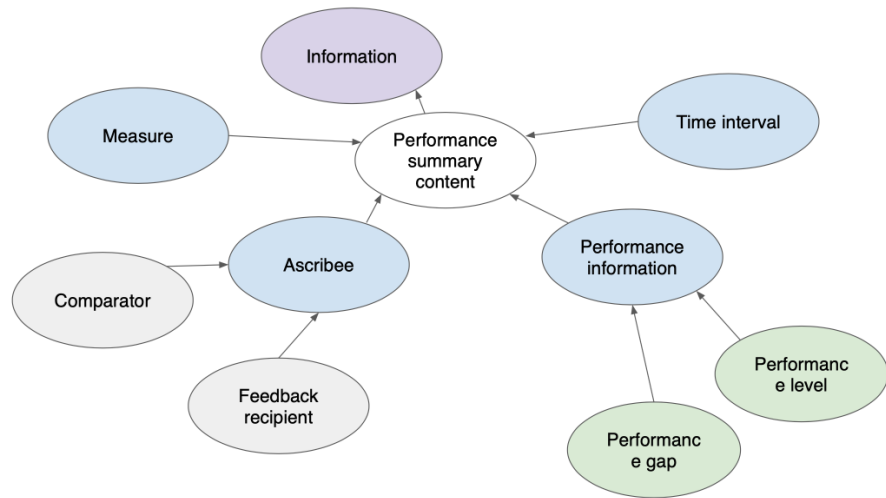 Information
Measure
Performance
summary
content
Time interval
Ascribee
Performance
information
Comparator
Feedback
recipient
Performanc
e level
Performanc
e gap